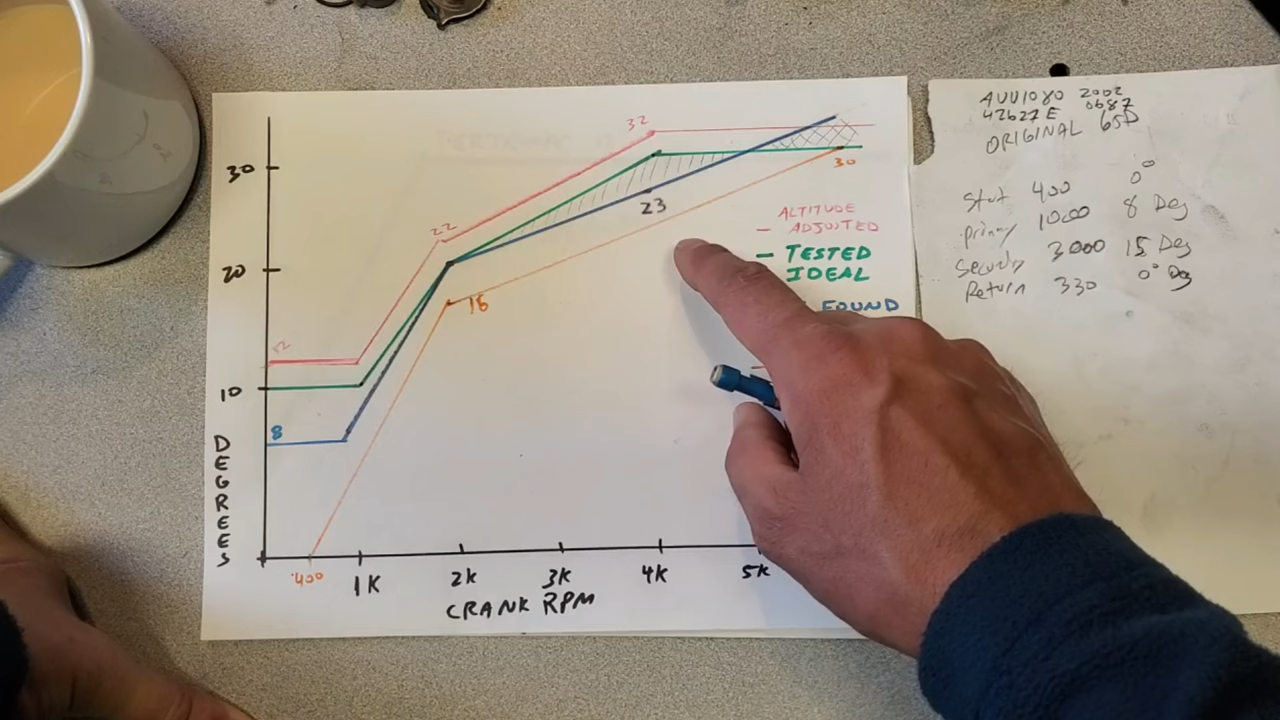 32
30
30
22
23
ALTITUDE
ADJUSTED
TESTED
IDEAL
FOUND
20
16
12
10
8
DEGREES
400
1K
2K
3K
4K
5K
CRANK RPM
AUU1080 2002
42627E 0687
ORIGINAL 65D
Start 400 0°
primary 1000 8 Deg
3000 15 Deg
Return 330 0° Deg